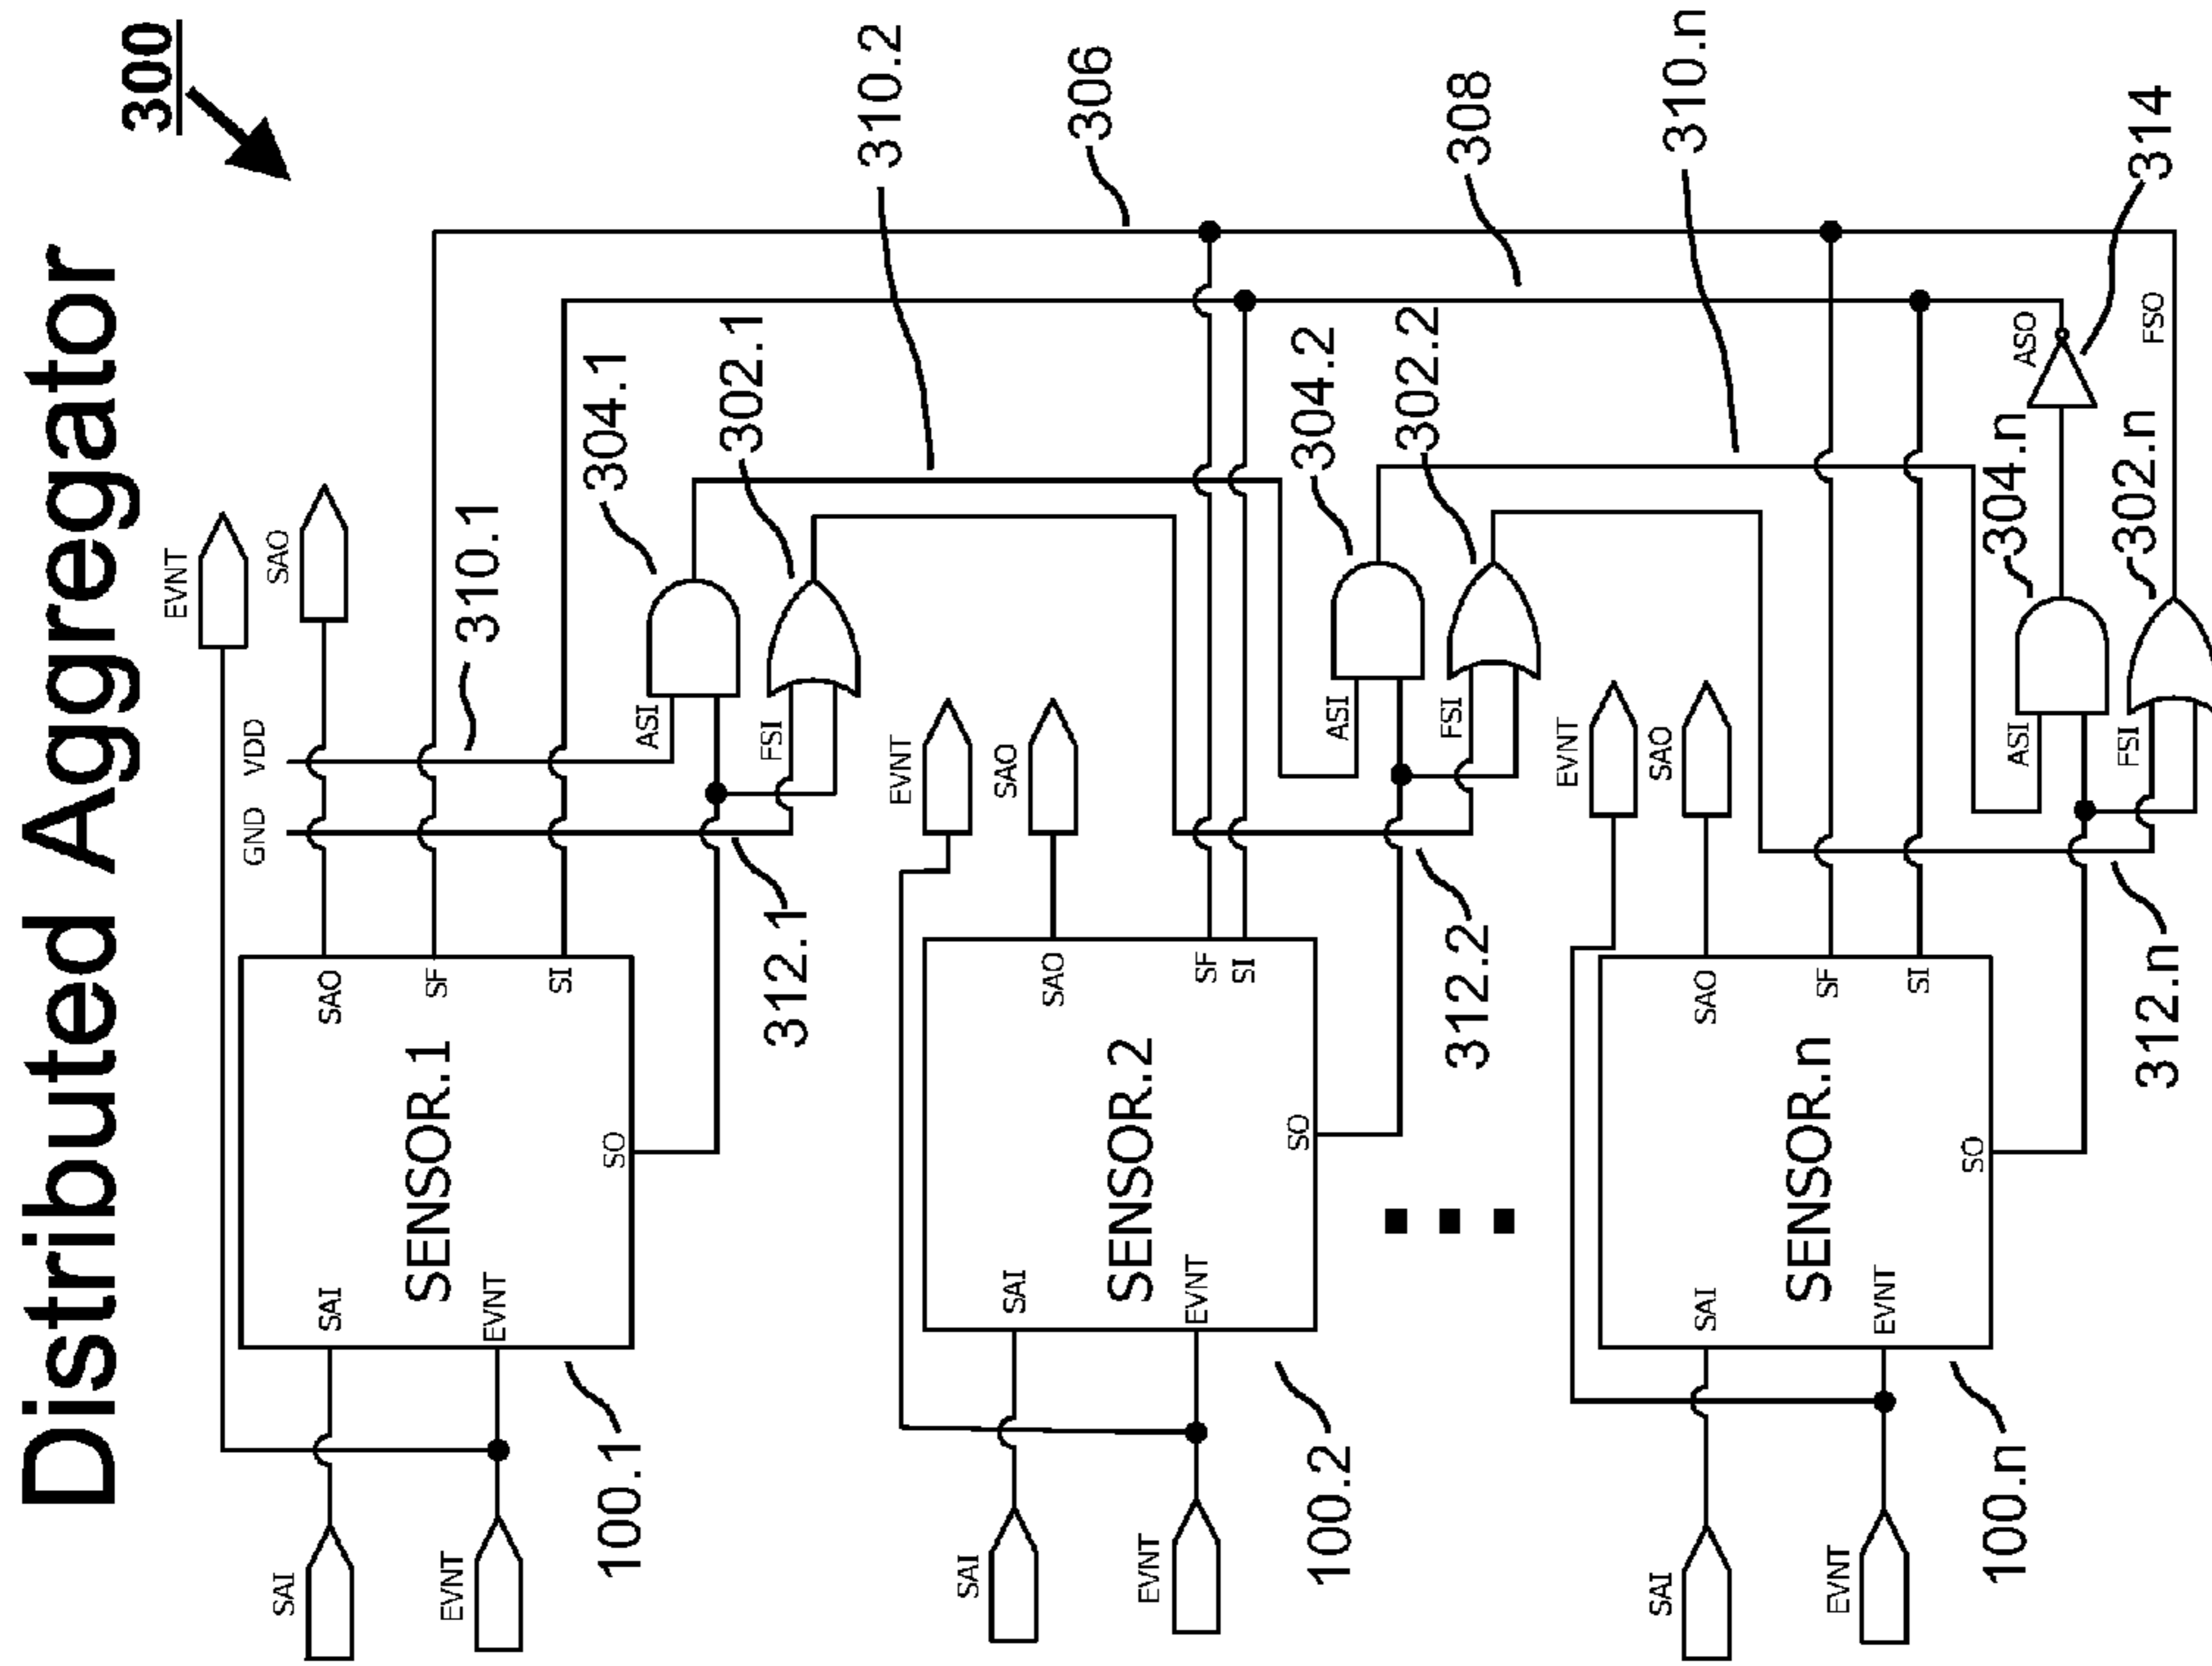 Distributed Aggregator
300
EVNT
GND VDD
SAO
SAI
SAI
SAO
SENSOR.1
SF
EVNT
310.1
EVNT
SI
100.1
SO
304.1
ASI
302.1
FSI
312.1
310.2
EVNT
SAI
SAO
SAI
SAO
306
SENSOR.2
EVNT
EVNT
SF
SI
100.2
SO
304.2
ASI
302.2
FSI
312.2
308
EVNT
SAI
SAO
SAI
SAO
310.n
SENSOR.n
SF
EVNT
EVNT
SI
100.n
SO
304.n
ASI
ASO
302.n
FSI
FSO
312.n
314